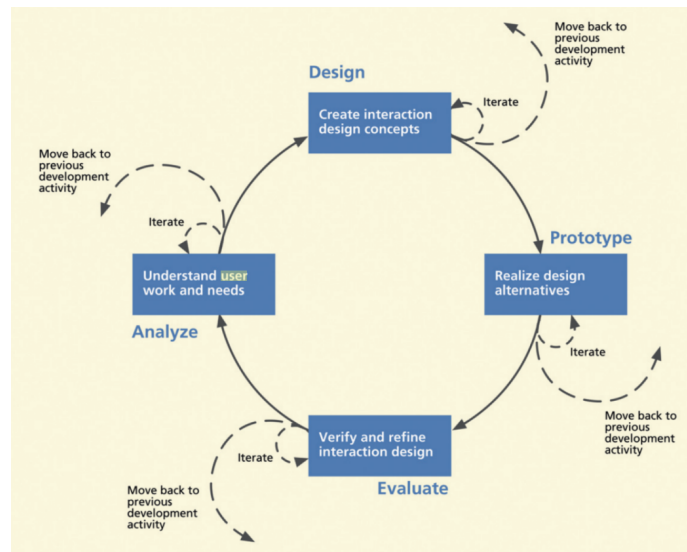 Move back to
previous
development
activity
Design
Iterate
Create interaction
design concepts
Move back to
previous
development
activity
Iterate
Prototype
Understand user
work and needs
Realize design
alternatives
Analyze
Iterate
Move back to
previous
development
activity
Verify and refine
interaction design
Iterate
Evaluate
Move back to
previous
development
activity